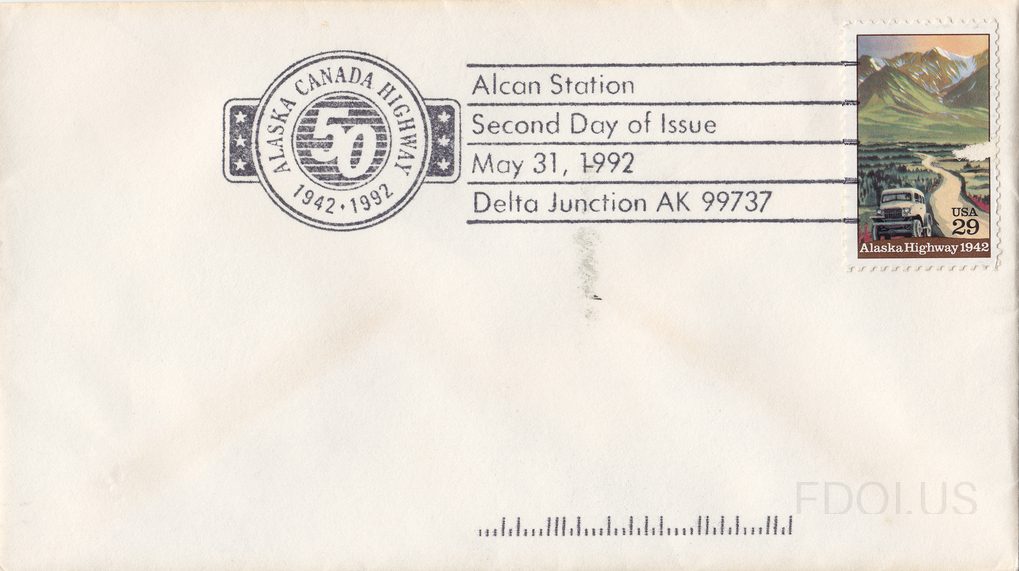 ALASKA CANADA HIGHWAY
50
1942 · 1992
Alcan Station
Second Day of Issue
May 31, 1992
Delta Junction AK 99737
USA
29
Alaska Highway 1942
FDOI.US